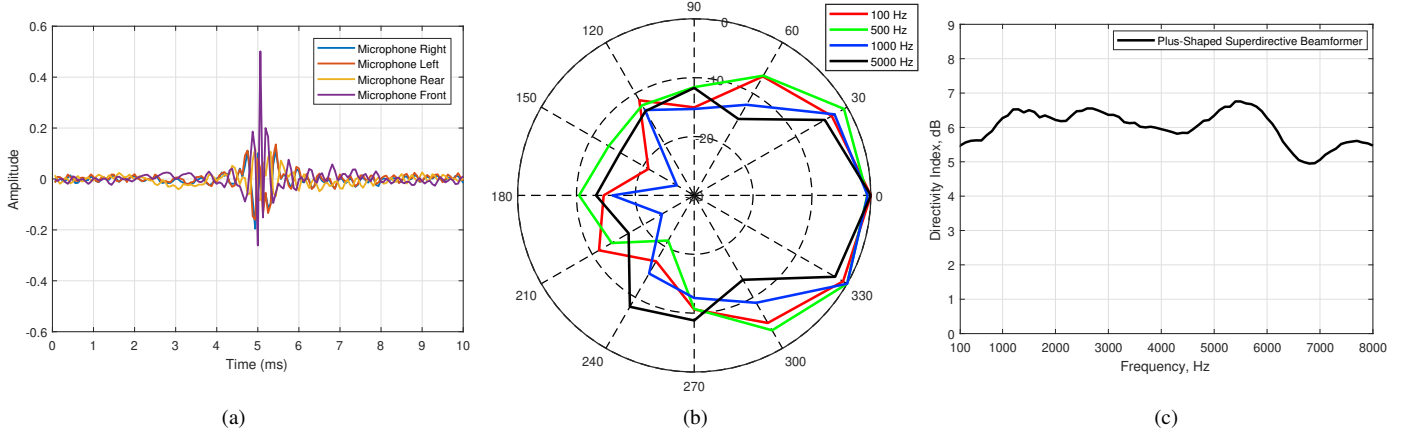 0.6
0.4
0.2
0
-0.2
-0.4
-0.6
Amplitude
Microphone Right
Microphone Left
Microphone Rear
Microphone Front
0 1 2 3 4 5 6 7 8 9 10
Time (ms)
(a)
90
120
60
150
30
180
0
210
330
240
300
270
0
-10
-20
100 Hz
500 Hz
1000 Hz
5000 Hz
(b)
9
8
7
6
5
4
3
2
1
0
Directivity Index, dB
Plus-Shaped Superdirective Beamformer
100 1000 2000 3000 4000 5000 6000 7000 8000
Frequency, Hz
(c)